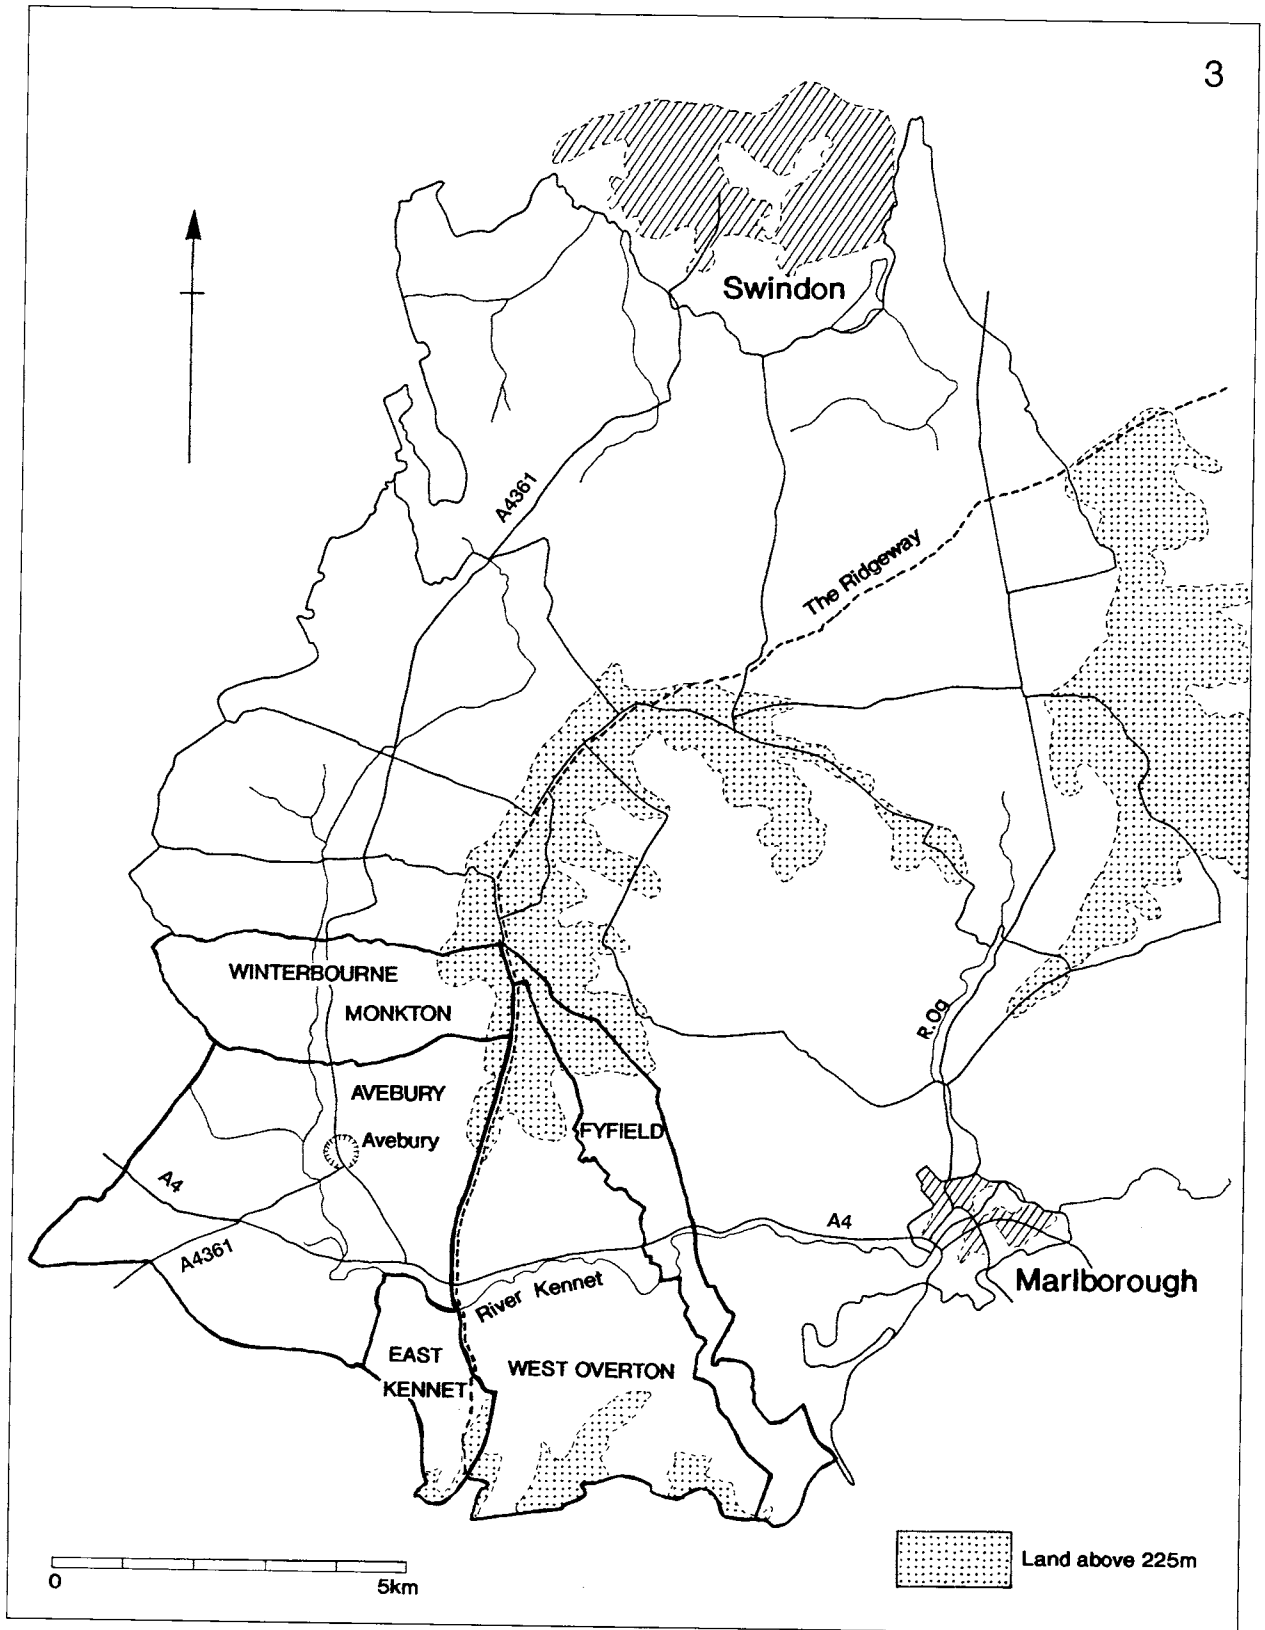 3
Swindon
A4361
The Ridgeway
WINTERBOURNE
MONKTON
R.Og
AVEBURY
Avebury
FYFIELD
A4
A4
A4361
River Kennet
Marlborough
EAST
KENNET
WEST OVERTON
Land above 225m
0
5km